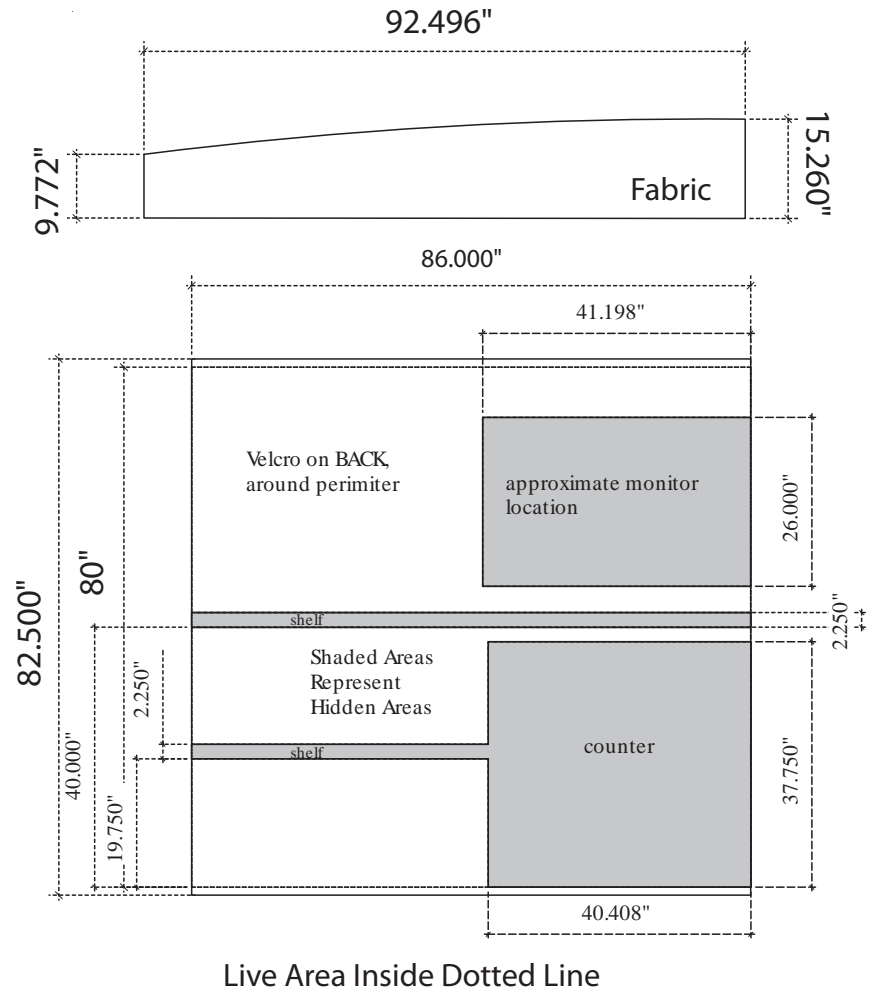 92.496"
9.772"
15.260"
Fabric
86.000"
41.198"
Velcro on BACK,
around perimiter
approximate monitor
location
26.000"
82.500"
80"
shelf
2.250"
Shaded Areas
Represent
Hidden Areas
2.250"
40.000"
shelf
counter
37.750"
19.750"
40.408"
Live Area Inside Dotted Line